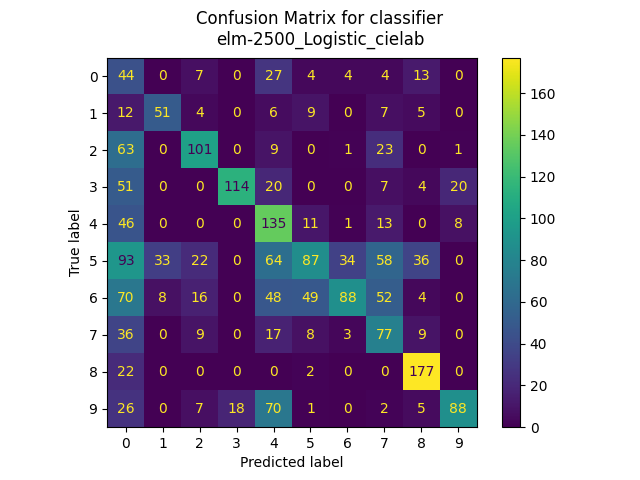 Confusion Matrix for classifier
elm-2500_Logistic_cielab
True label
0 44 0 7 0 27 4 4 4 13 0
1 12 51 4 0 6 9 0 7 5 0
2 63 0 101 0 9 0 1 23 0 1
3 51 0 0 114 20 0 0 7 4 20
4 46 0 0 0 135 11 1 13 0 8
5 93 33 22 0 64 87 34 58 36 0
6 70 8 16 0 48 49 88 52 4 0
7 36 0 9 0 17 8 3 77 9 0
8 22 0 0 0 0 2 0 0 177 0
9 26 0 7 18 70 1 0 2 5 88
0 1 2 3 4 5 6 7 8 9
Predicted label
160
140
120
100
80
60
40
20
0